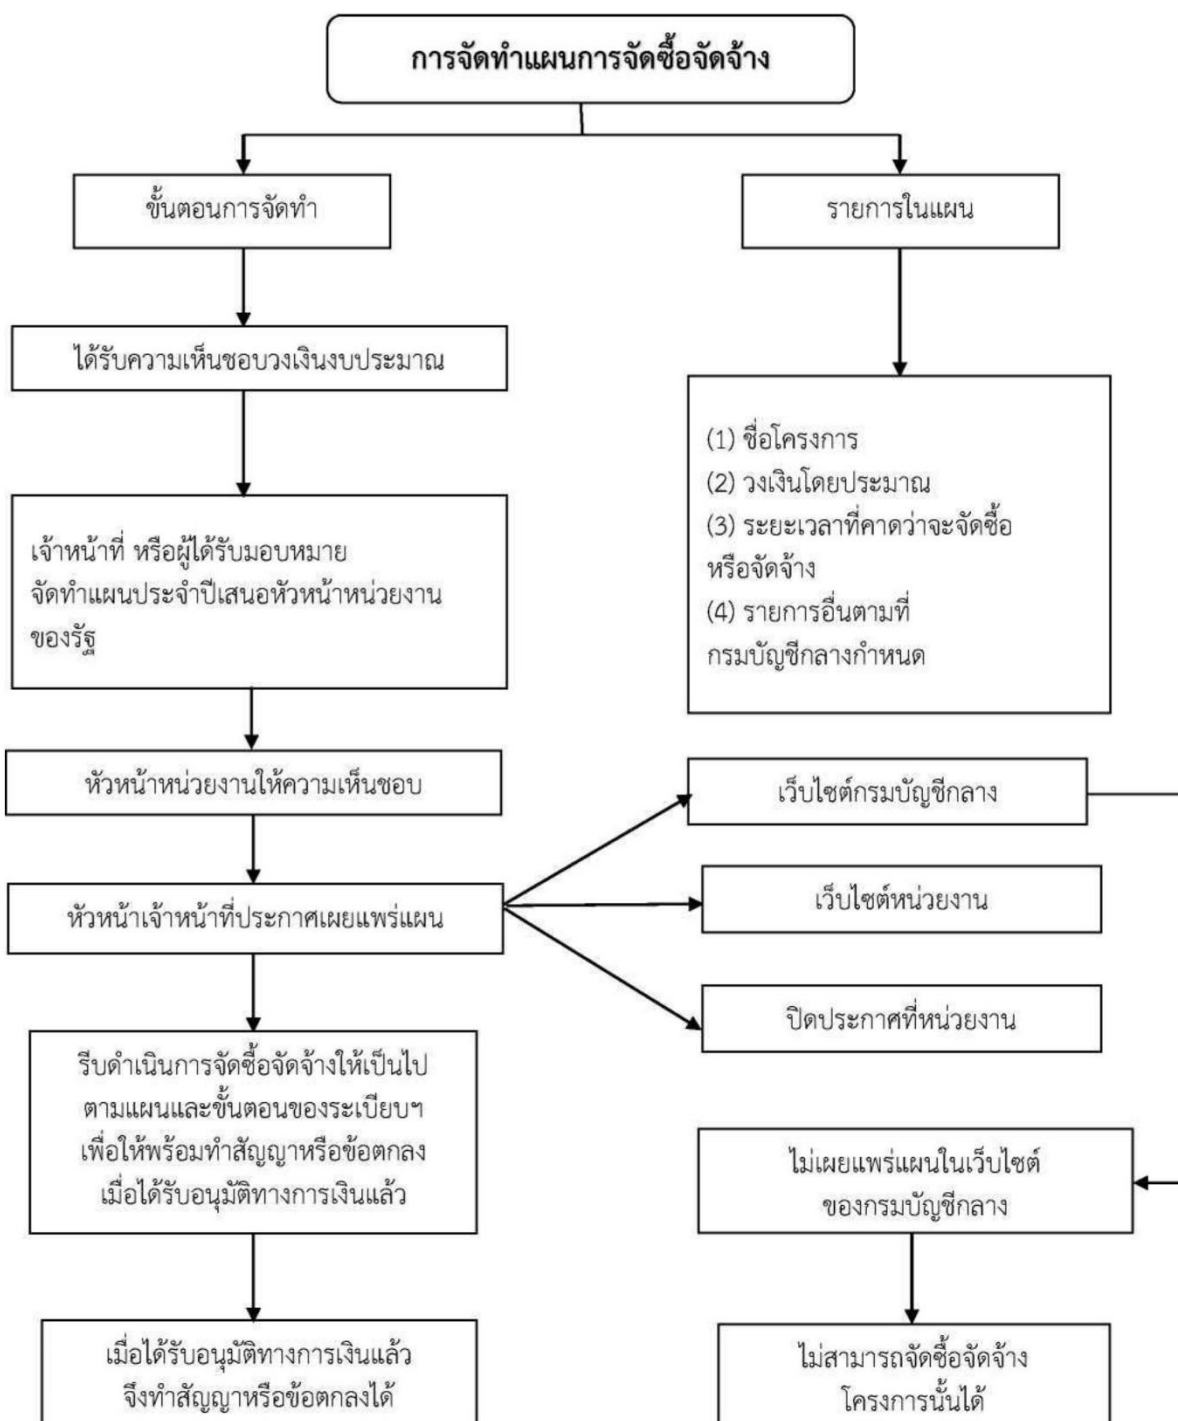 การจัดทำแผนการจัดซื้อจัดจ้าง
ขั้นตอนการจัดทำ
รายการในแผน
ได้รับความเห็นชอบวงเงินงบประมาณ
(1) ชื่อโครงการ
(2) วงเงินโดยประมาณ
(3) ระยะเวลาที่คาดว่าจะจัดซื้อ
หรือจัดจ้าง
(4) รายการอื่นตามที่
กรมบัญชีกลางกำหนด
เจ้าหน้าที่ หรือผู้ได้รับมอบหมาย
จัดทำแผนประจำปีเสนอหัวหน้าหน่วยงาน
ของรัฐ
หัวหน้าหน่วยงานให้ความเห็นชอบ
เว็บไซต์กรมบัญชีกลาง
หัวหน้าเจ้าหน้าที่ประกาศเผยแพร่แผน
เว็บไซต์หน่วยงาน
ปิดประกาศที่หน่วยงาน
รีบดำเนินการจัดซื้อจัดจ้างให้เป็นไป
ตามแผนและขั้นตอนของระเบียบฯ
เพื่อให้พร้อมทำสัญญาหรือข้อตกลง
เมื่อได้รับอนุมัติทางการเงินแล้ว
ไม่เผยแพร่แผนในเว็บไซต์
ของกรมบัญชีกลาง
เมื่อได้รับอนุมัติทางการเงินแล้ว
จึงทำสัญญาหรือข้อตกลงได้
ไม่สามารถจัดซื้อจัดจ้าง
โครงการนั้นได้